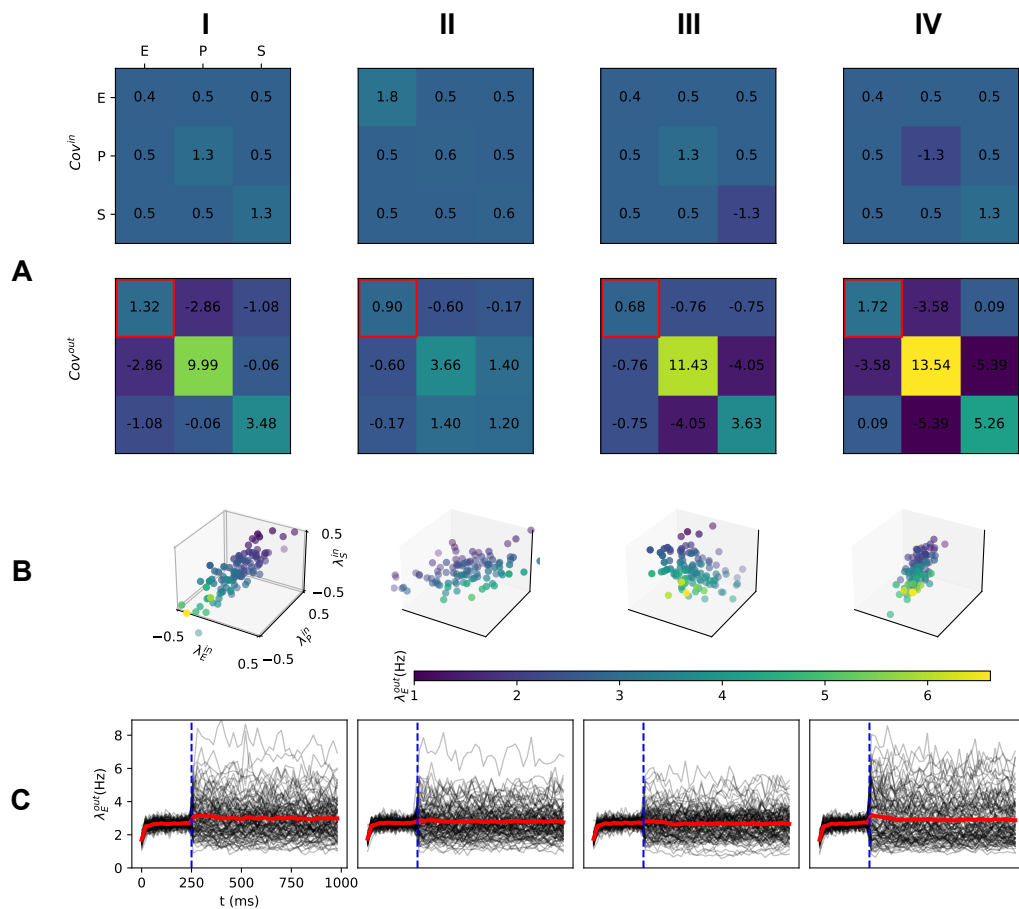 I II III IV
E P S
Cov^in
E 0.4 0.5 0.5 1.8 0.5 0.5 0.4 0.5 0.5 0.4 0.5 0.5
P 0.5 1.3 0.5 0.5 0.6 0.5 0.5 1.3 0.5 0.5 -1.3 0.5
S 0.5 0.5 1.3 0.5 0.5 0.6 0.5 0.5 -1.3 0.5 0.5 1.3
A
Cov^out
1.32 -2.86 -1.08 0.90 -0.60 -0.17 0.68 -0.76 -0.75 1.72 -3.58 0.09
-2.86 9.99 -0.06 -0.60 3.66 1.40 -0.76 11.43 -4.05 -3.58 13.54 -5.39
-1.08 -0.06 3.48 -0.17 1.40 1.20 -0.75 -4.05 3.63 0.09 -5.39 5.26
B
0.5
λ_S^in
−0.5
0.5
λ_P^in
−0.5
−0.5
λ_E^in
0.5
λ_E^out(Hz)
1 2 3 4 5 6
C
λ_E^out(Hz)
8
6
4
2
0
0 250 500 750 1000
t (ms)